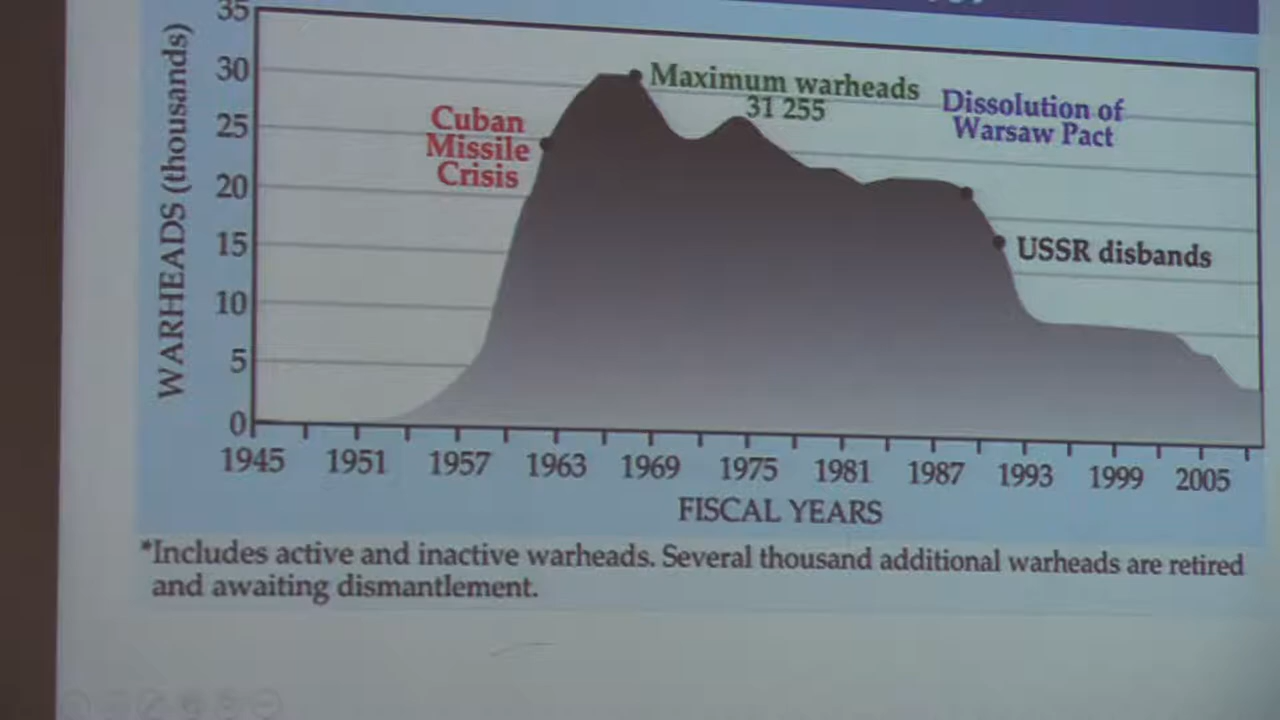 35
30
25
20
15
10
5
0
WARHEADS (thousands)
Maximum warheads
31 255
Dissolution of
Warsaw Pact
Cuban
Missile
Crisis
USSR disbands
1945 1951 1957 1963 1969 1975 1981 1987 1993 1999 2005
FISCAL YEARS
*Includes active and inactive warheads. Several thousand additional warheads are retired
and awaiting dismantlement.